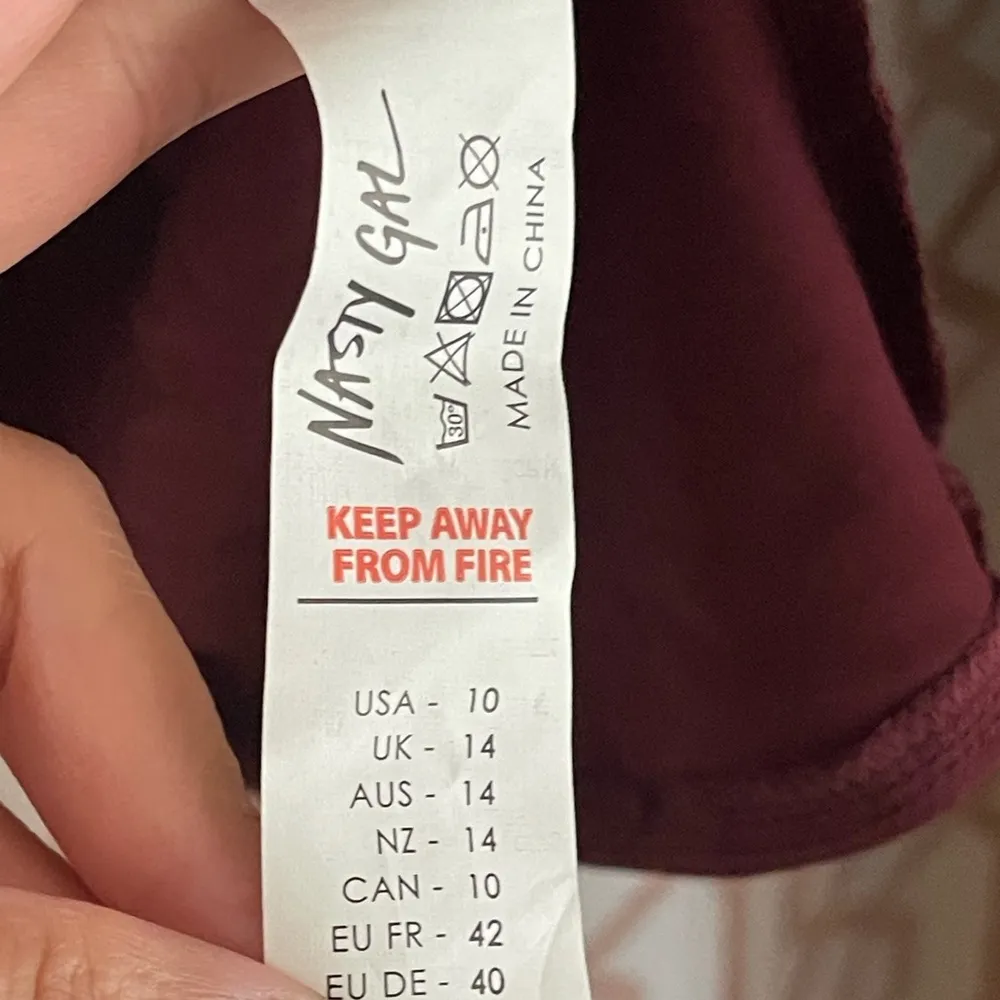 NASTY GAL
30°
MADE IN CHINA
KEEP AWAY
FROM FIRE
USA - 10
UK - 14
AUS - 14
NZ - 14
CAN - 10
EU FR - 42
EU DE - 40